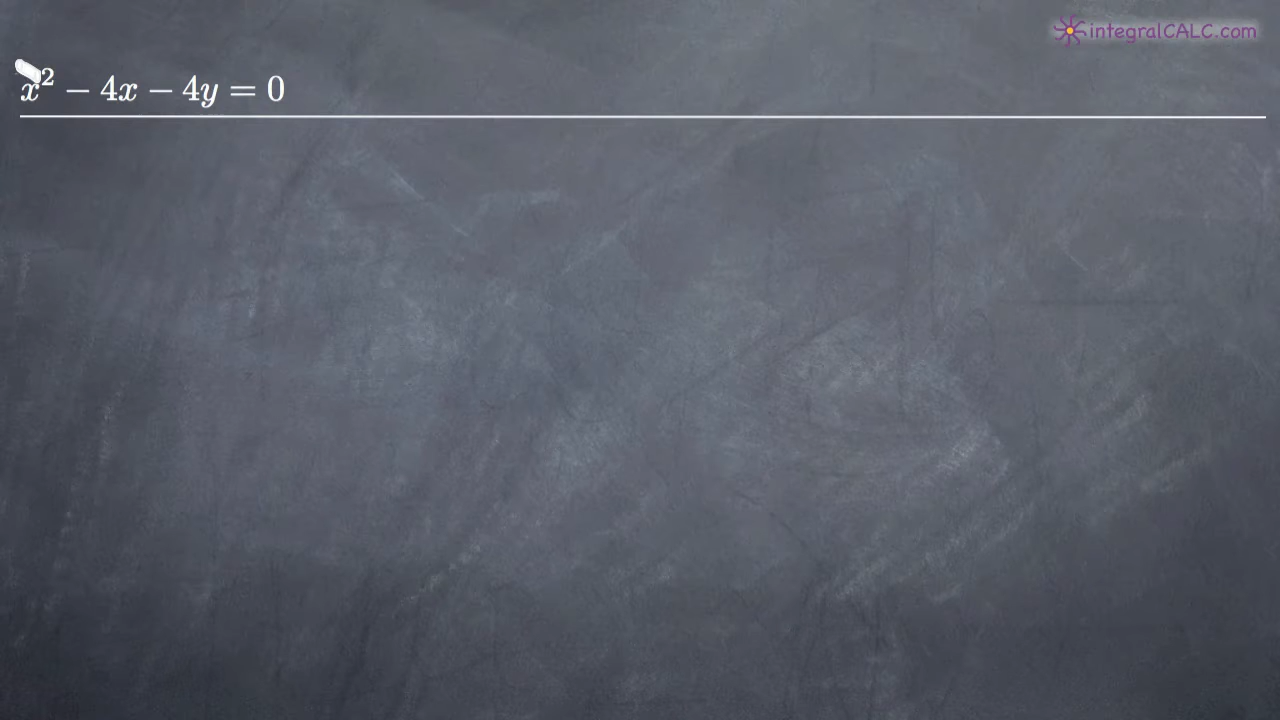 integralCALC.com
x² − 4x − 4y = 0